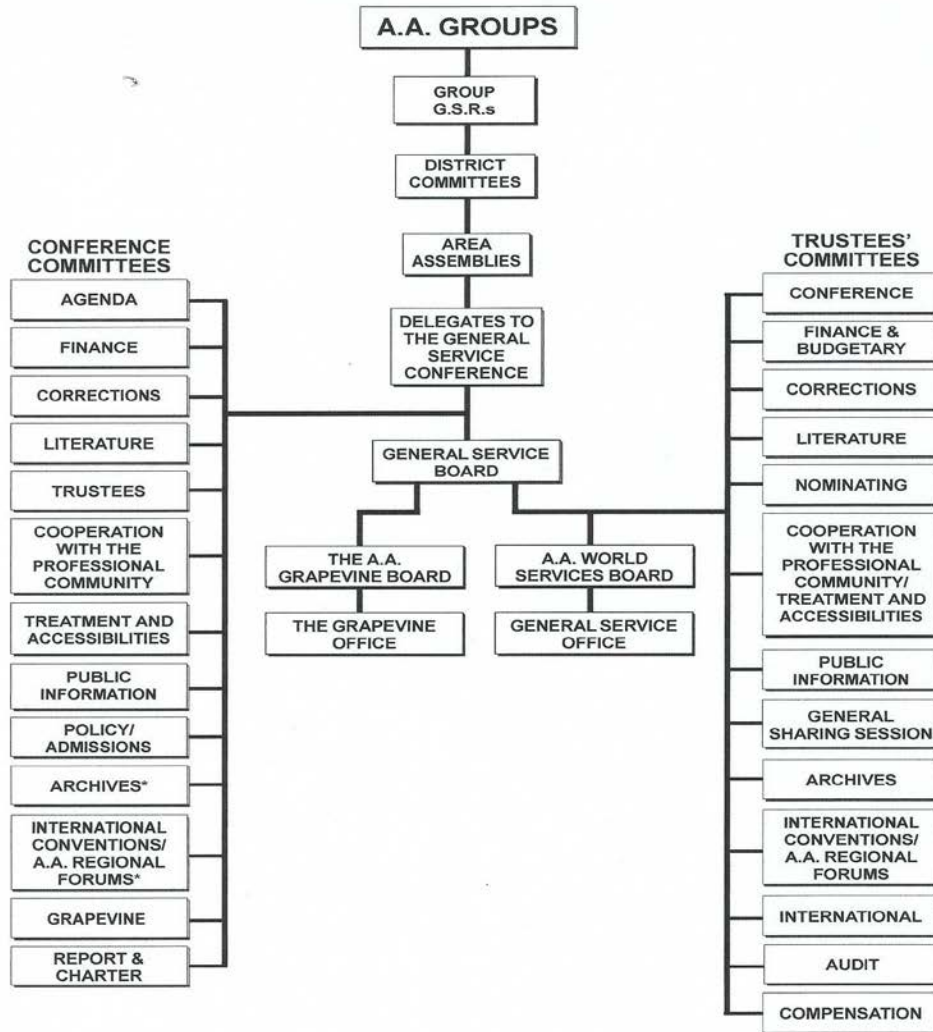 A.A. GROUPS
GROUP
G.S.R.s
DISTRICT
COMMITTEES
AREA
ASSEMBLIES
DELEGATES TO
THE GENERAL
SERVICE
CONFERENCE
GENERAL SERVICE
BOARD
THE A.A.
GRAPEVINE BOARD
THE GRAPEVINE
OFFICE
A.A. WORLD
SERVICES BOARD
GENERAL SERVICE
OFFICE
CONFERENCE
COMMITTEES
AGENDA
FINANCE
CORRECTIONS
LITERATURE
TRUSTEES
COOPERATION
WITH THE
PROFESSIONAL
COMMUNITY
TREATMENT AND
ACCESSIBILITIES
PUBLIC
INFORMATION
POLICY/
ADMISSIONS
ARCHIVES*
INTERNATIONAL
CONVENTIONS/
A.A. REGIONAL
FORUMS*
GRAPEVINE
REPORT &
CHARTER
TRUSTEES'
COMMITTEES
CONFERENCE
FINANCE &
BUDGETARY
CORRECTIONS
LITERATURE
NOMINATING
COOPERATION
WITH THE
PROFESSIONAL
COMMUNITY/
TREATMENT AND
ACCESSIBILITIES
PUBLIC
INFORMATION
GENERAL
SHARING SESSION
ARCHIVES
INTERNATIONAL
CONVENTIONS/
A.A. REGIONAL
FORUMS
INTERNATIONAL
AUDIT
COMPENSATION